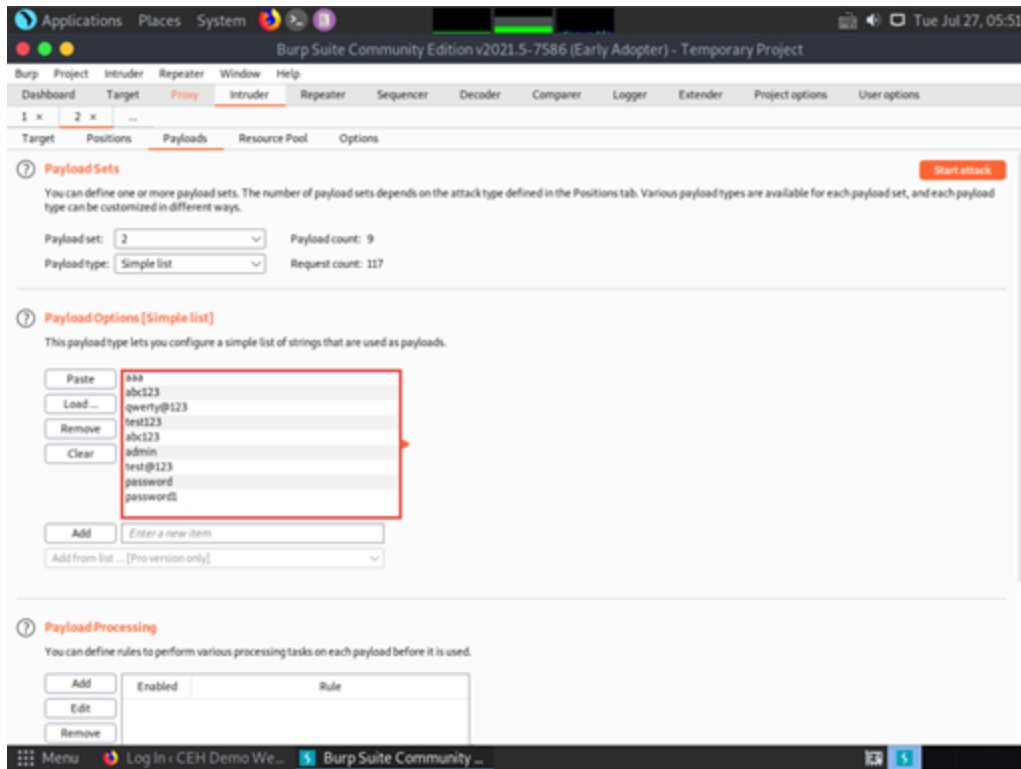 Applications Places System Tue Jul 27, 05:51
Burp Suite Community Edition v2021.5-7586 (Early Adopter) - Temporary Project
Burp Project Intruder Repeater Window Help
Dashboard Target Proxy Intruder Repeater Sequencer Decoder Comparer Logger Extender Project options User options
1 × 2 × ...
Target Positions Payloads Resource Pool Options
? Payload Sets Start attack
You can define one or more payload sets. The number of payload sets depends on the attack type defined in the Positions tab. Various payload types are available for each payload set, and each payload
type can be customized in different ways.
Payload set: 2 Payload count: 9
Payload type: Simple list Request count: 117
? Payload Options [Simple list]
This payload type lets you configure a simple list of strings that are used as payloads.
Paste aaa
abc123
Load ... qwerty@123
Remove test123
abc123
Clear admin
test@123
password
password1
Add Enter a new item
Add from list ... [Pro version only]
? Payload Processing
You can define rules to perform various processing tasks on each payload before it is used.
Add Enabled Rule
Edit
Remove
Menu Log In ‹ CEH Demo We... Burp Suite Community ...